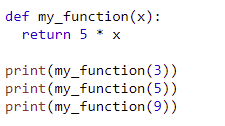 def my_function(x):
  return 5 * x

print(my_function(3))
print(my_function(5))
print(my_function(9))